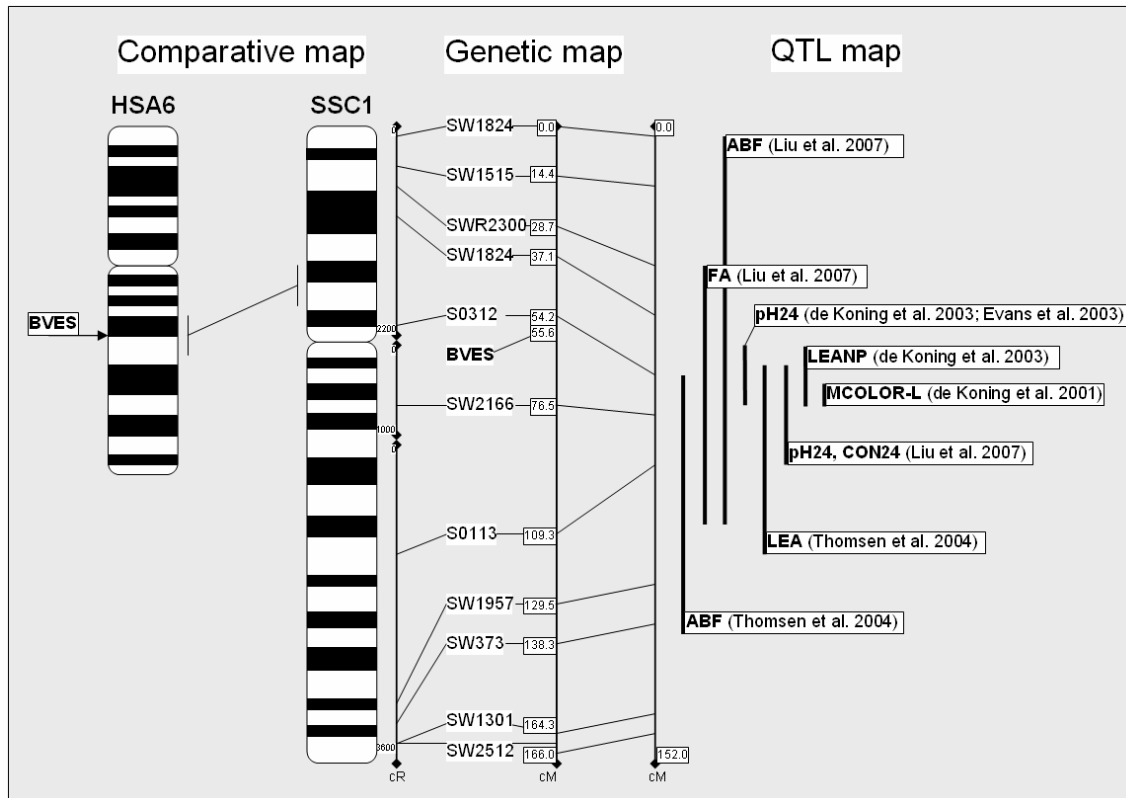 Comparative map
Genetic map
QTL map
HSA6
SSC1
BVES
0
2200
0
1000
0
3600
cR
SW1824 0.0
SW1515 14.4
SWR2300 28.7
SW1824 37.1
S0312 54.2
BVES 55.6
SW2166 76.5
S0113 109.3
SW1957 129.5
SW373 138.3
SW1301 164.3
SW2512 166.0
cM
0.0
152.0
cM
ABF (Liu et al. 2007)
FA (Liu et al. 2007)
pH24 (de Koning et al. 2003; Evans et al. 2003)
LEANP (de Koning et al. 2003)
MCOLOR-L (de Koning et al. 2001)
pH24, CON24 (Liu et al. 2007)
LEA (Thomsen et al. 2004)
ABF (Thomsen et al. 2004)